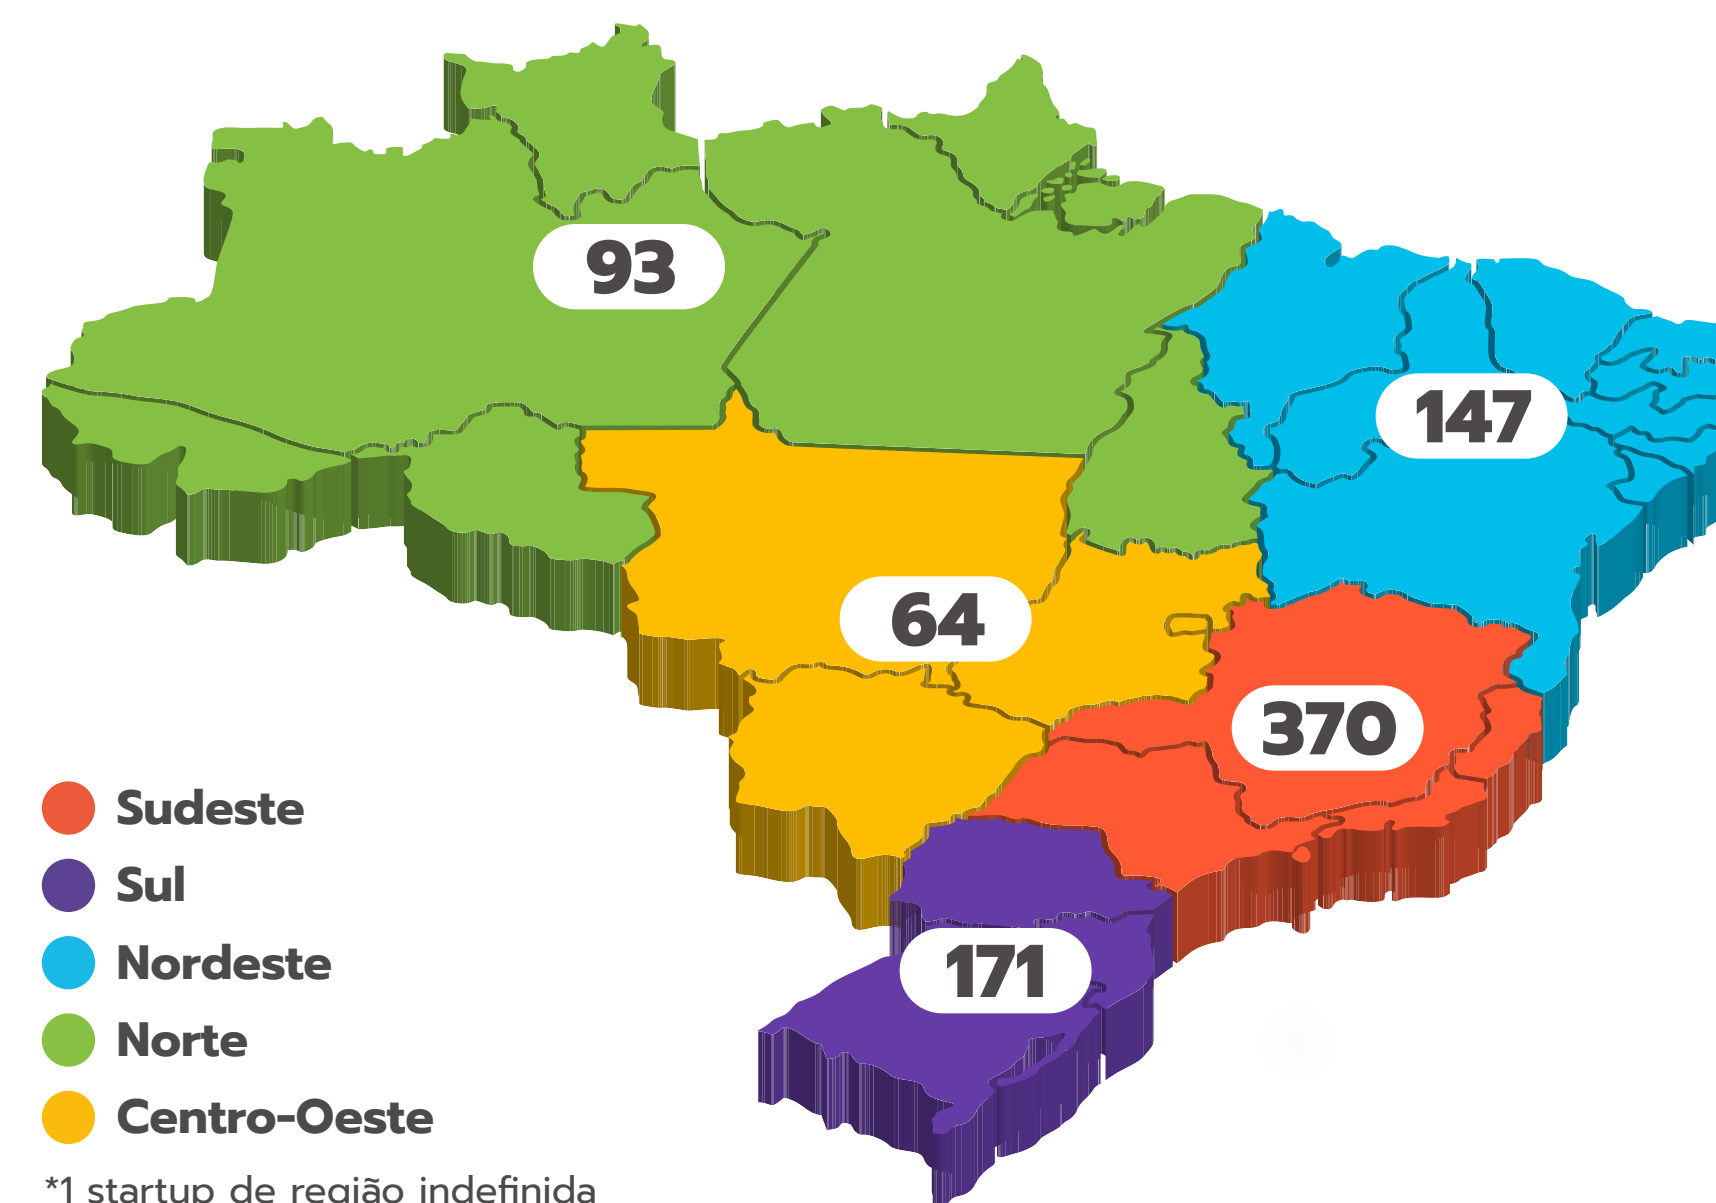 93
147
64
370
171
Sudeste
Sul
Nordeste
Norte
Centro-Oeste
*1 startup de região indefinida